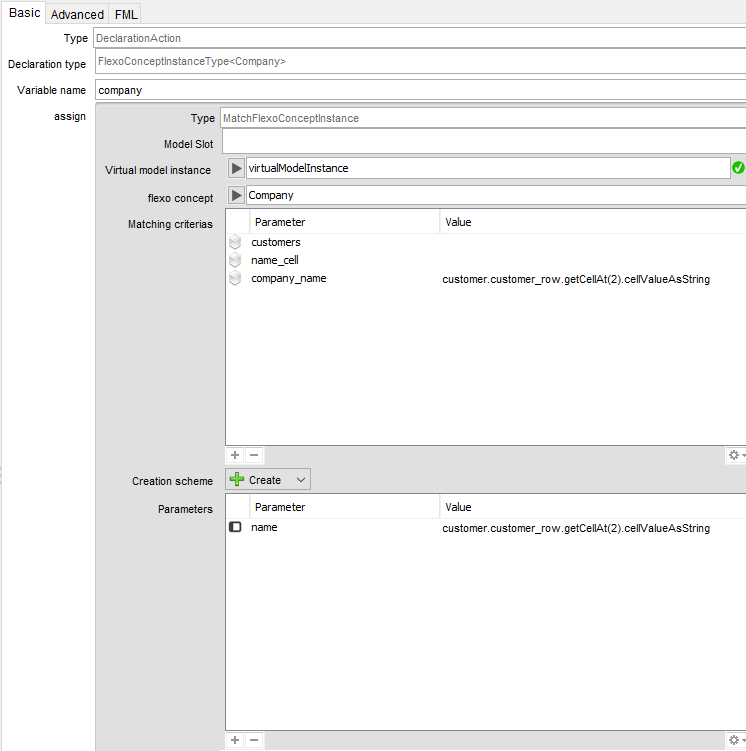 Basic Advanced FML
Type DeclarationAction
Declaration type FlexoConceptInstanceType<Company>
Variable name company
assign
Type MatchFlexoConceptInstance
Model Slot
Virtual model instance virtualModelInstance
flexo concept Company
Matching criterias Parameter Value
customers
name_cell
company_name customer.customer_row.getCellAt(2).cellValueAsString
Creation scheme Create
Parameters Parameter Value
name customer.customer_row.getCellAt(2).cellValueAsString